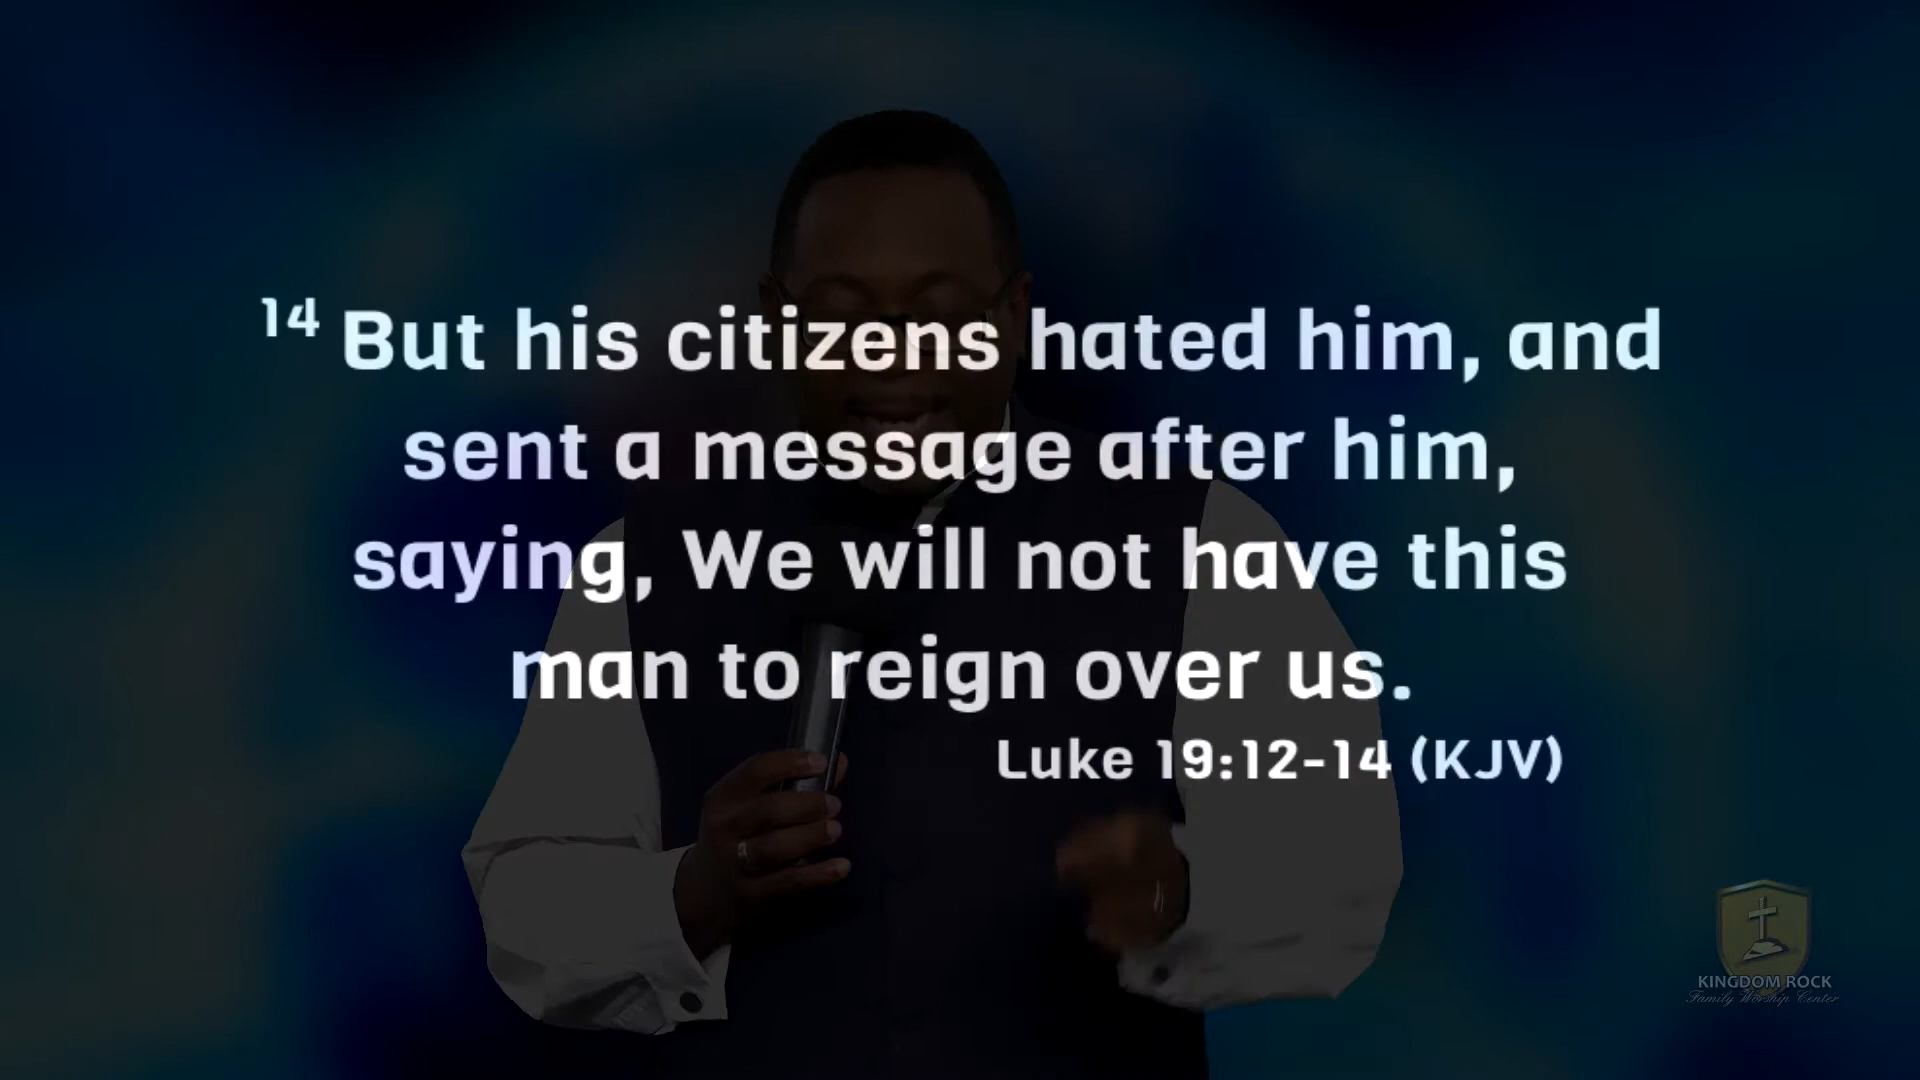 14 But his citizens hated him, and
sent a message after him,
saying, We will not have this
man to reign over us.
Luke 19:12-14 (KJV)
KINGDOM ROCK
Family Worship Center